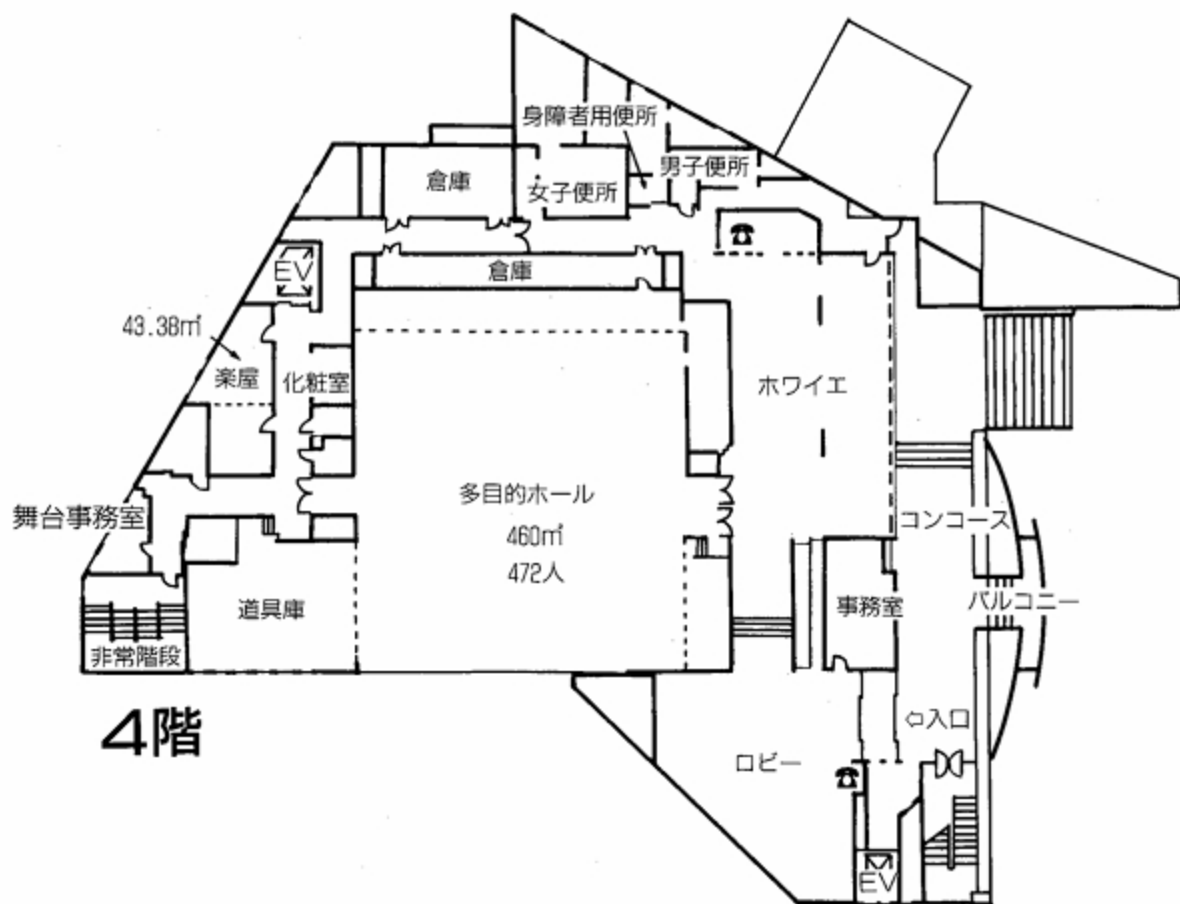 身障者用便所
男子便所
倉庫
女子便所
倉庫
EV
43.38㎡
楽屋
化粧室
ホワイエ
多目的ホール
460㎡
472人
舞台事務室
コンコース
道具庫
事務室
バルコニー
非常階段
4階
⇦入口
ロビー
EV